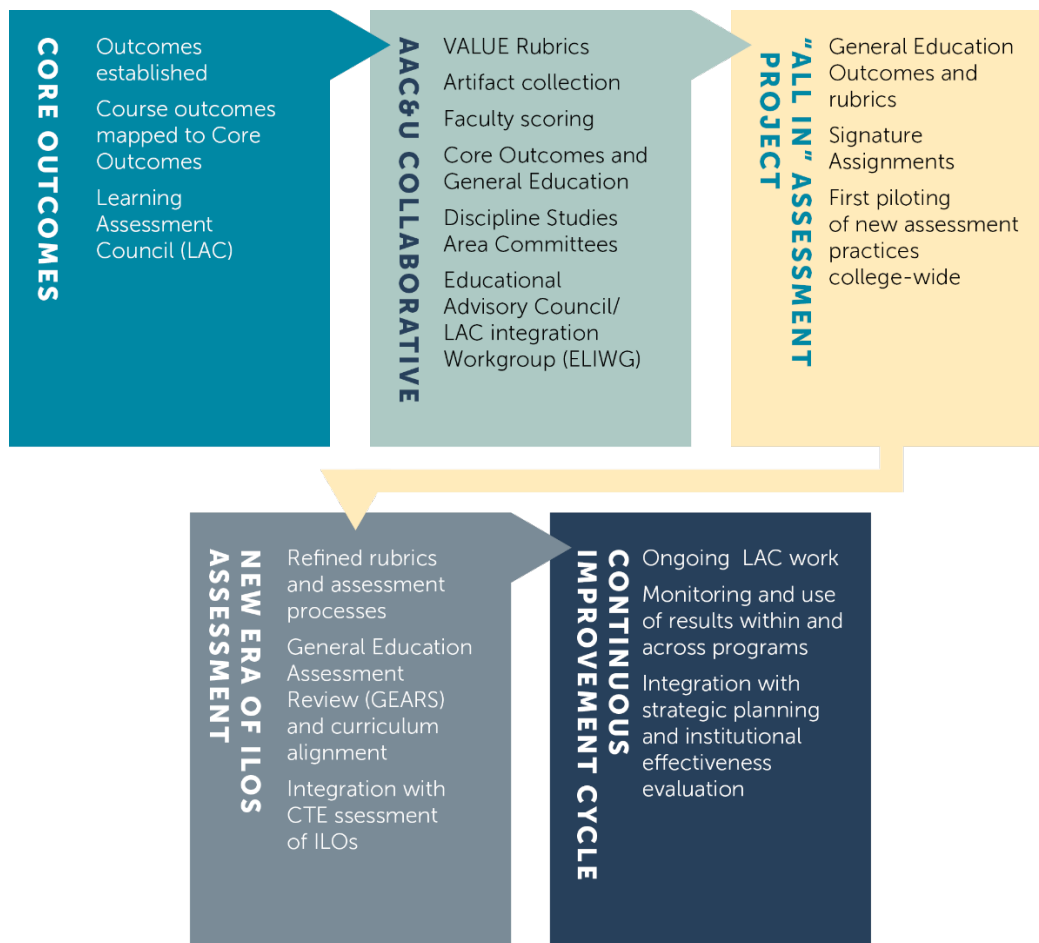 CORE OUTCOMES
Outcomes
established
Course outcomes
mapped to Core
Outcomes
Learning
Assessment
Council (LAC)
AAC&U COLLABORATIVE
VALUE Rubrics
Artifact collection
Faculty scoring
Core Outcomes and
General Education
Discipline Studies
Area Committees
Educational
Advisory Council/
LAC integration
Workgroup (ELIWG)
"ALL IN" ASSESSMENT
PROJECT
General Education
Outcomes and
rubrics
Signature
Assignments
First piloting
of new assessment
practices
college-wide
NEW ERA OF ILOS
ASSESSMENT
Refined rubrics
and assessment
processes
General Education
Assessment
Review (GEARS)
and curriculum
alignment
Integration with
CTE ssessment
of ILOs
CONTINUOUS
IMPROVEMENT CYCLE
Ongoing LAC work
Monitoring and use
of results within and
across programs
Integration with
strategic planning
and institutional
effectiveness
evaluation